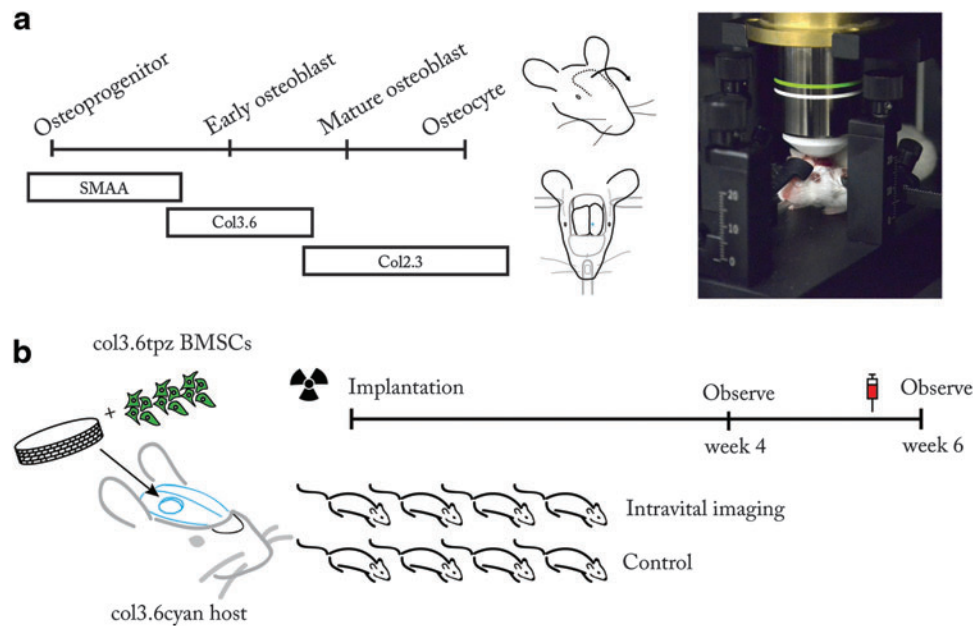 a
Osteoprogenitor
Early osteoblast
Mature osteoblast
Osteocyte
SMAA
Col3.6
Col2.3
20
10
0
b
col3.6tpz BMSCs
+
Implantation
Observe
Observe
week 4
week 6
Intravital imaging
Control
col3.6cyan host